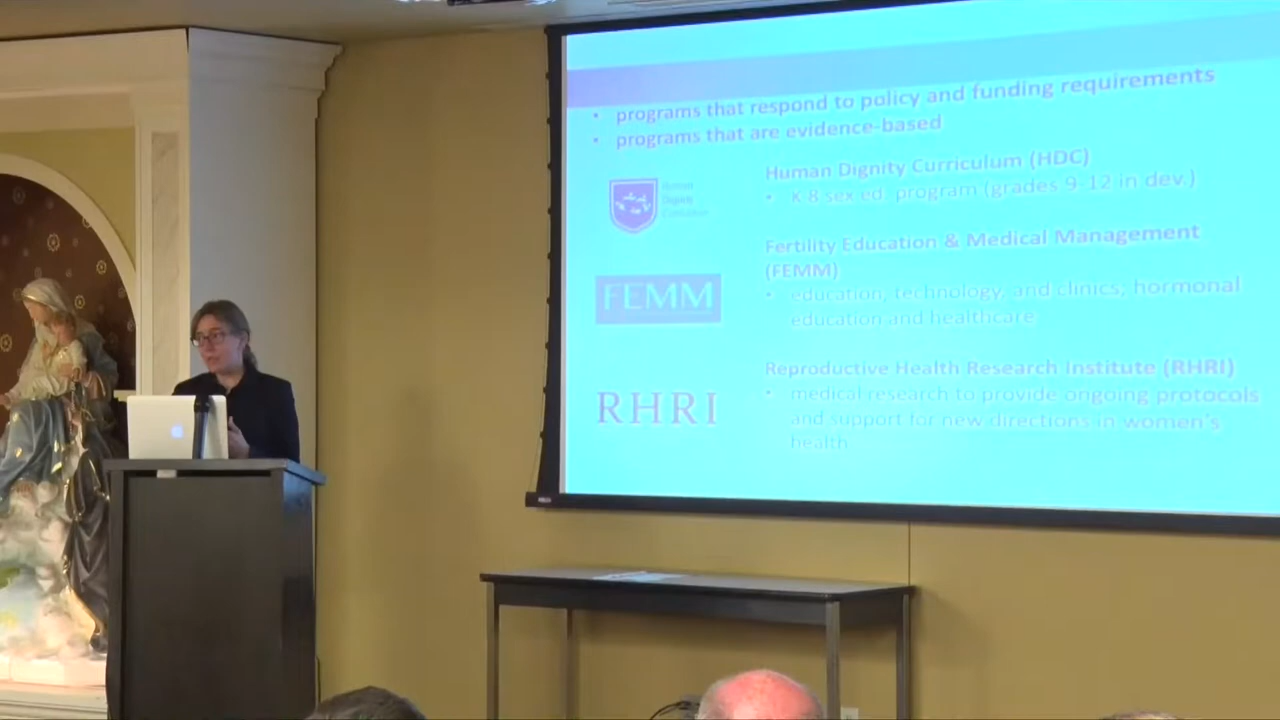 • programs that respond to policy and funding requirements
• programs that are evidence-based
Human Dignity Curriculum (HDC)
• K-8 sex ed. program (grades 9-12 in dev.)
Human
Dignity
Curriculum
Fertility Education & Medical Management
(FEMM)
• education, technology, and clinics; hormonal
education and healthcare
FEMM
Reproductive Health Research Institute (RHRI)
• medical research to provide ongoing protocols
and support for new directions in women's
health
RHRI